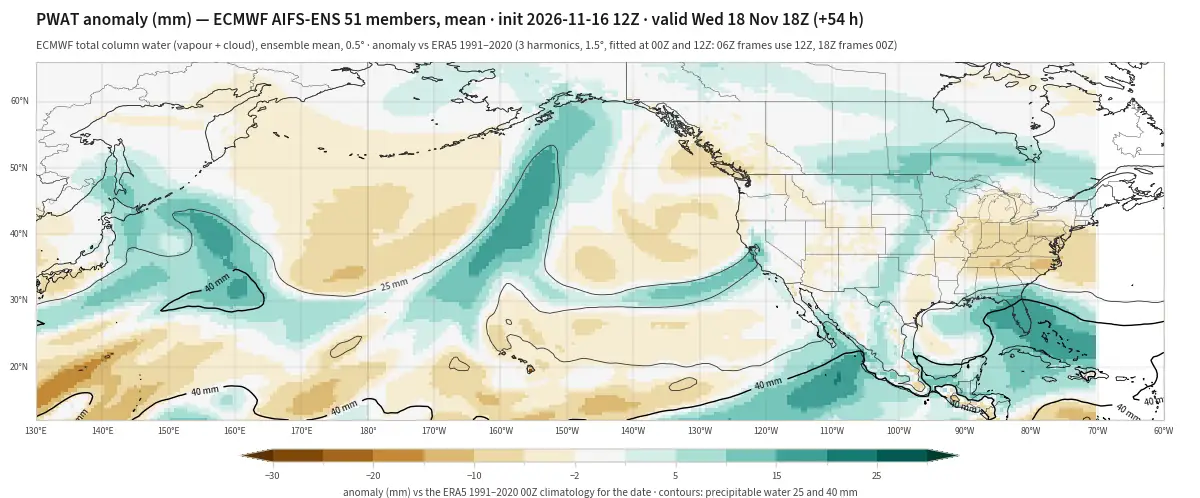 PWAT anomaly (mm) — ECMWF AIFS-ENS 51 members, mean · init 2026-11-16 12Z · valid Wed 18 Nov 18Z (+54 h)
ECMWF total column water (vapour + cloud), ensemble mean, 0.5° · anomaly vs ERA5 1991–2020 (3 harmonics, 1.5°, fitted at 00Z and 12Z: 06Z frames use 12Z, 18Z frames 00Z)
60°N
50°N
40°N
30°N
20°N
40 mm
25 mm
40 mm
40 mm
40 mm
40 mm
40 mm
mm
130°E 140°E 150°E 160°E 170°E 180° 170°W 160°W 150°W 140°W 130°W 120°W 110°W 100°W 90°W 80°W 70°W 60°W
−30 −20 −10 −2 5 15 25
anomaly (mm) vs the ERA5 1991–2020 00Z climatology for the date · contours: precipitable water 25 and 40 mm